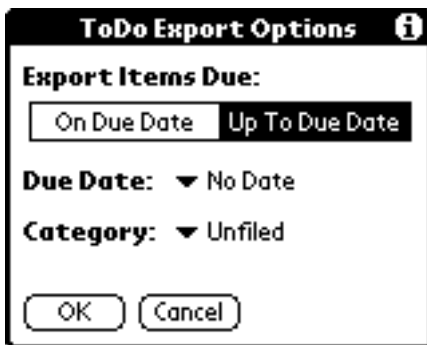 ToDo Export Options
Export Items Due:
On Due Date Up To Due Date
Due Date: No Date
Category: Unfiled
OK Cancel